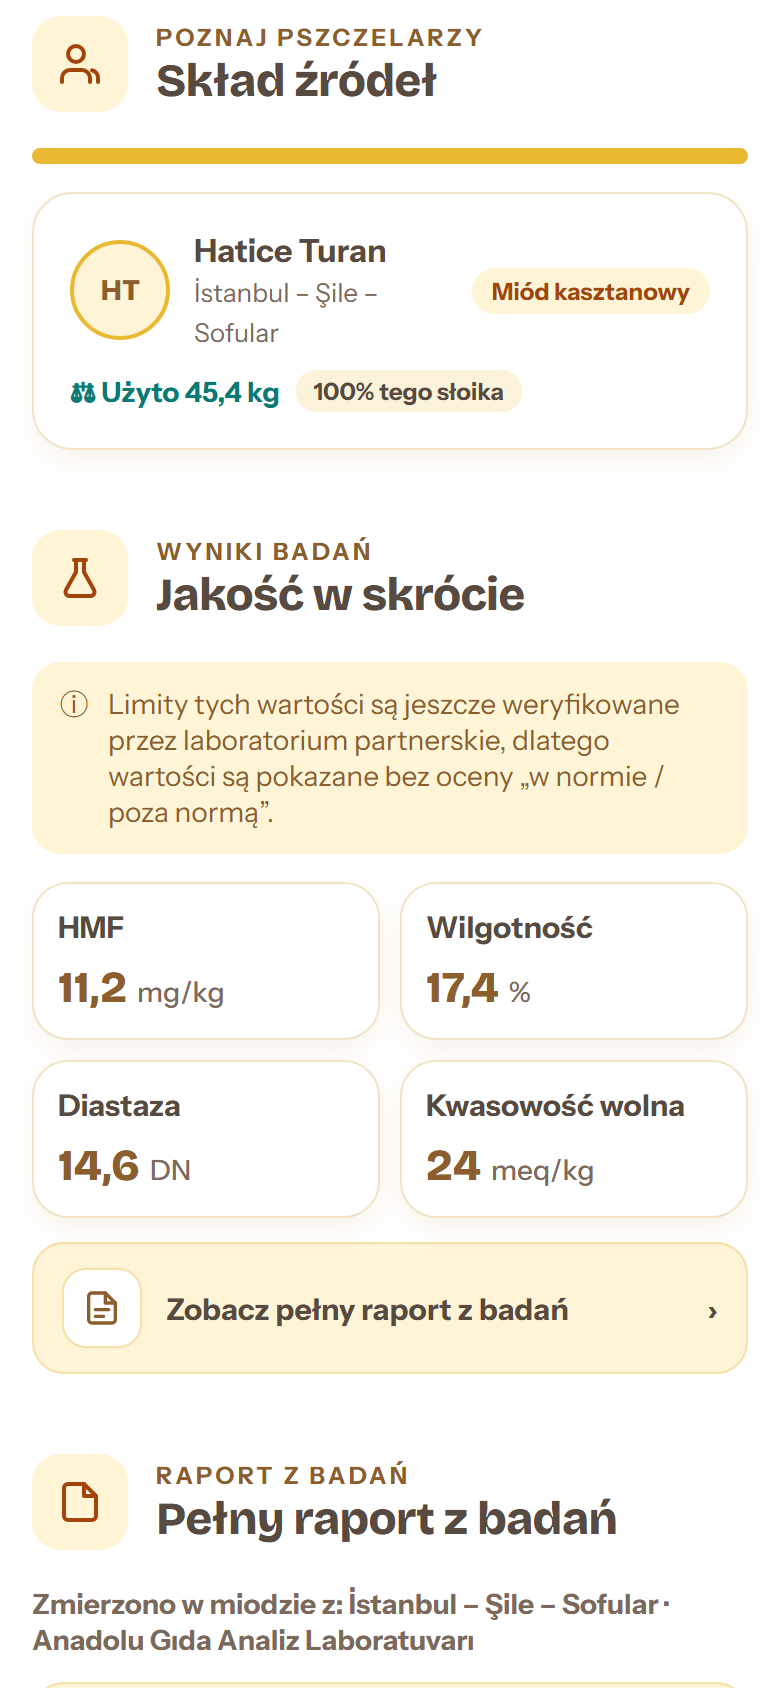 POZNAJ PSZCZELARZY
Skład źródeł
HT
Hatice Turan
İstanbul – Şile –
Sofular
Miód kasztanowy
Użyto 45,4 kg
100% tego słoika
WYNIKI BADAŃ
Jakość w skrócie
Limity tych wartości są jeszcze weryfikowane
przez laboratorium partnerskie, dlatego
wartości są pokazane bez oceny „w normie /
poza normą”.
HMF
11,2 mg/kg
Wilgotność
17,4 %
Diastaza
14,6 DN
Kwasowość wolna
24 meq/kg
Zobacz pełny raport z badań ›
RAPORT Z BADAŃ
Pełny raport z badań
Zmierzono w miodzie z: İstanbul – Şile – Sofular ·
Anadolu Gıda Analiz Laboratuvarı